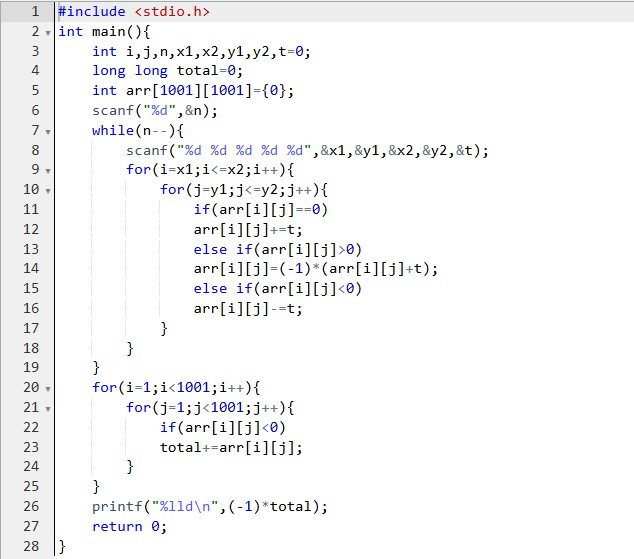 1 #include <stdio.h>
2 int main(){
3 int i,j,n,x1,x2,y1,y2,t=0;
4 long long total=0;
5 int arr[1001][1001]={0};
6 scanf("%d",&n);
7 while(n--){
8 scanf("%d %d %d %d %d",&x1,&y1,&x2,&y2,&t);
9 for(i=x1;i<=x2;i++){
10 for(j=y1;j<=y2;j++){
11 if(arr[i][j]==0)
12 arr[i][j]+=t;
13 else if(arr[i][j]>0)
14 arr[i][j]=(-1)*(arr[i][j]+t);
15 else if(arr[i][j]<0)
16 arr[i][j]-=t;
17 }
18 }
19 }
20 for(i=1;i<1001;i++){
21 for(j=1;j<1001;j++){
22 if(arr[i][j]<0)
23 total+=arr[i][j];
24 }
25 }
26 printf("%lld\n",(-1)*total);
27 return 0;
28 }